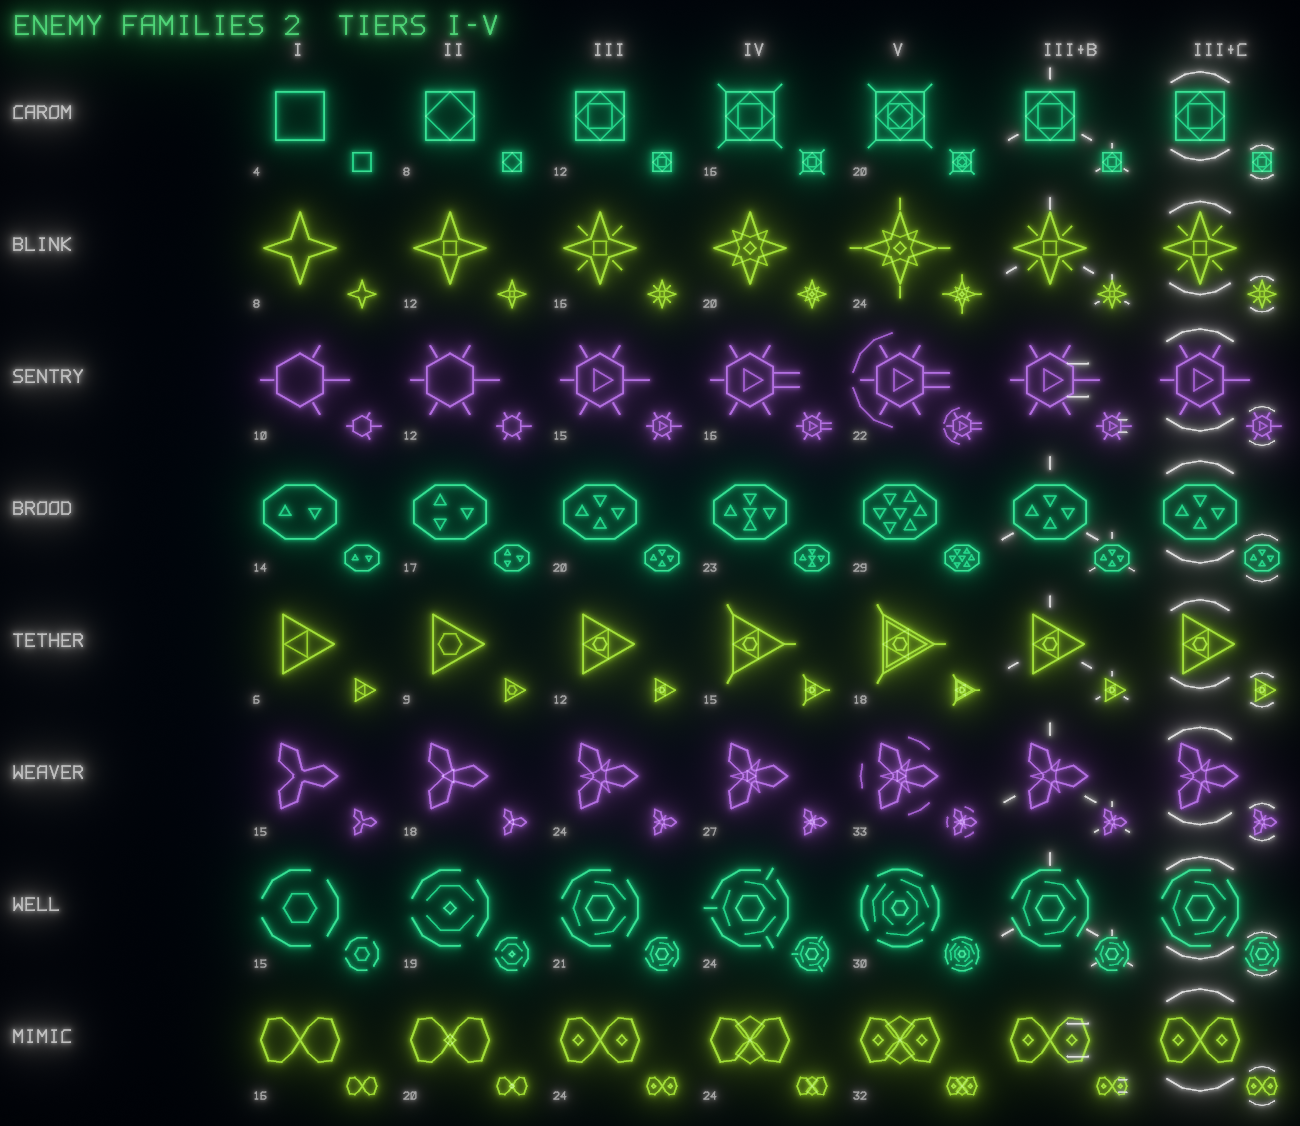 ENEMY FAMILIES 2  TIERS I-V
I II III IV V III+B III+C
CAROM
4 8 12 16 20
BLINK
8 12 16 20 24
SENTRY
10 12 15 16 22
BROOD
14 17 20 23 29
TETHER
6 9 12 15 18
WEAVER
15 18 24 27 33
WELL
15 19 21 24 30
MIMIC
16 20 24 24 32